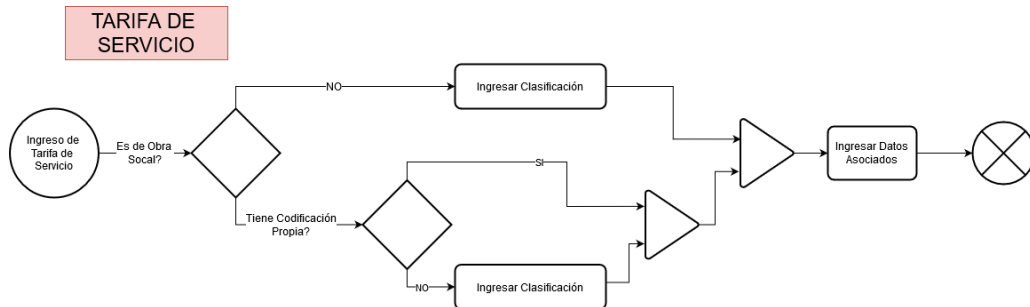 TARIFA DE
SERVICIO
NO
Ingresar Clasificación
Ingreso de
Tarifa de
Servicio
Es de Obra
Socal?
Ingresar Datos
Asociados
SI
Tiene Codificación
Propia?
NO
Ingresar Clasificación